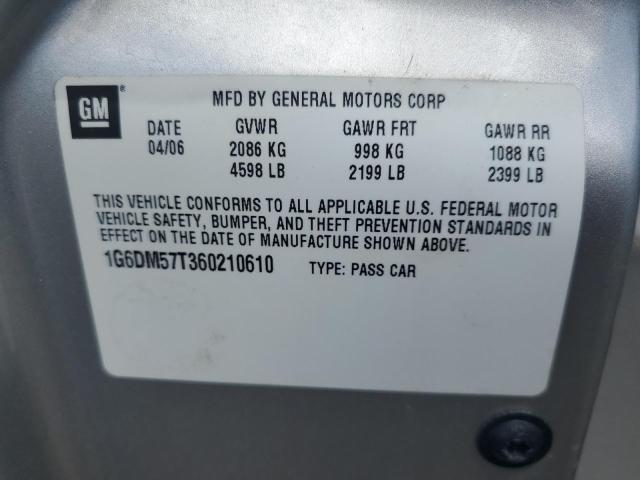 GM® MFD BY GENERAL MOTORS CORP
DATE GVWR GAWR FRT GAWR RR
04/06 2086 KG 998 KG 1088 KG
4598 LB 2199 LB 2399 LB
THIS VEHICLE CONFORMS TO ALL APPLICABLE U.S. FEDERAL MOTOR
VEHICLE SAFETY, BUMPER, AND THEFT PREVENTION STANDARDS IN
EFFECT ON THE DATE OF MANUFACTURE SHOWN ABOVE.
1G6DM57T360210610 TYPE: PASS CAR